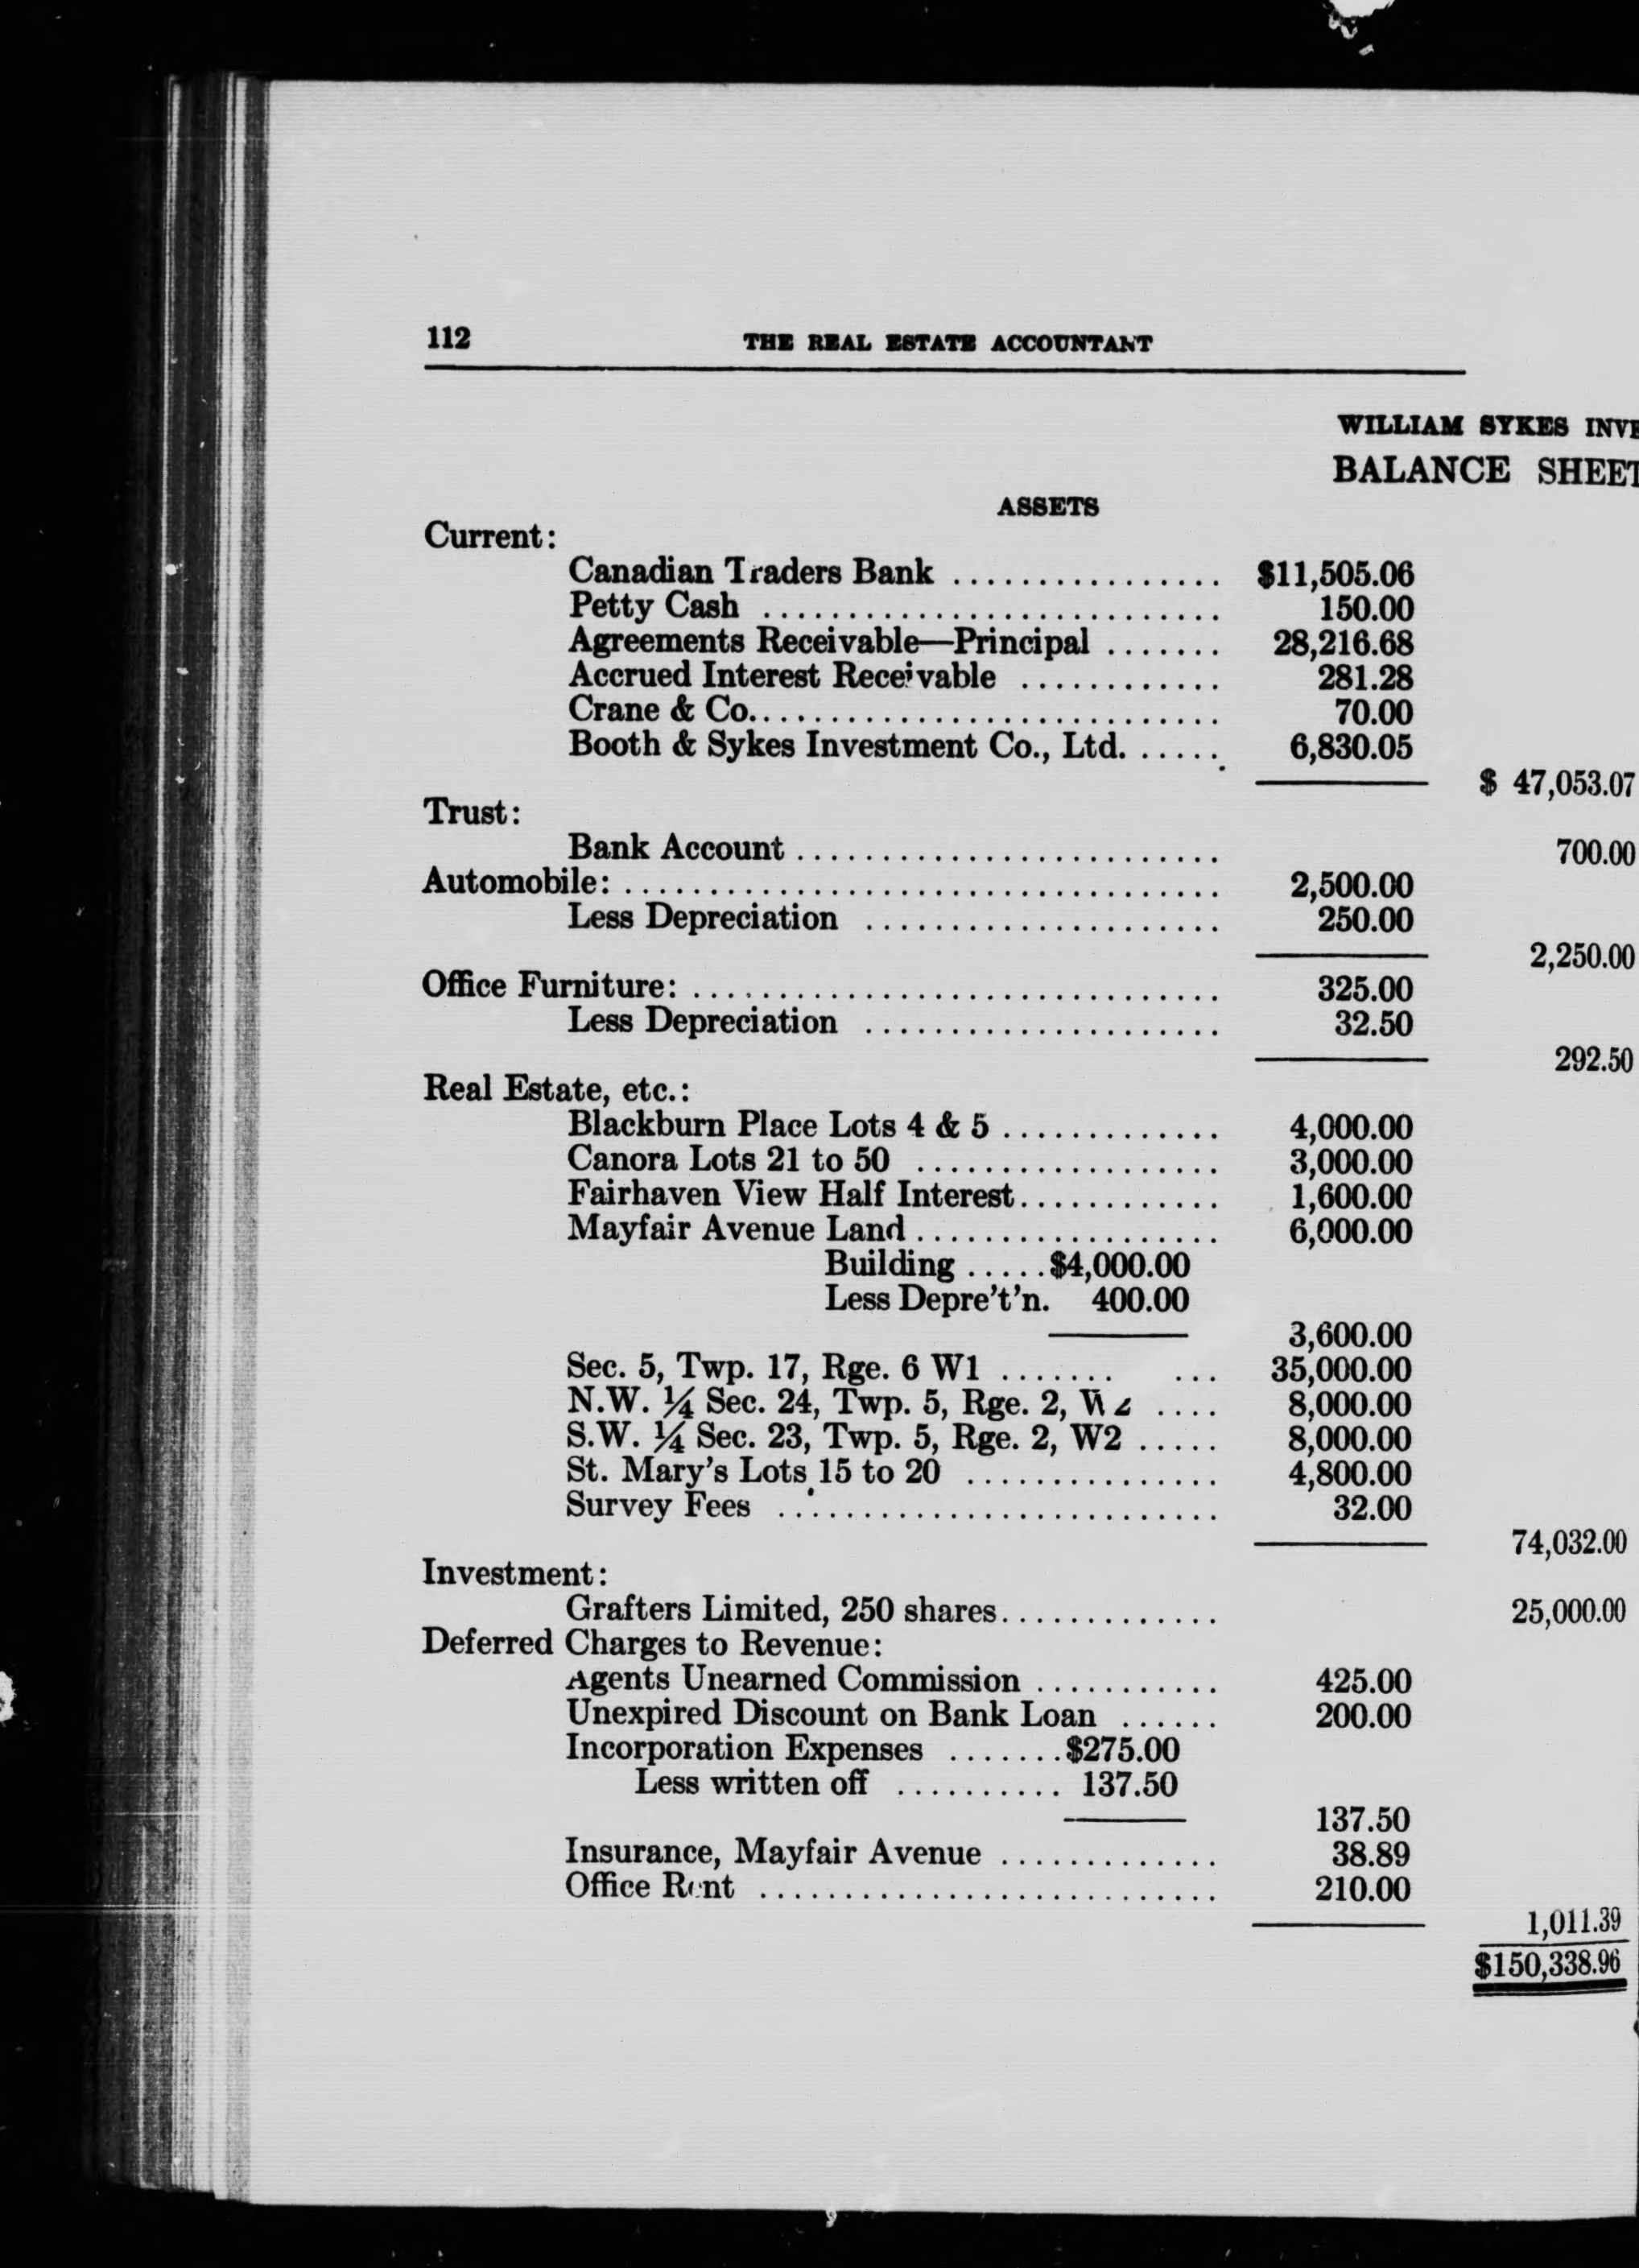 112 THE REAL ESTATE ACCOUNTANT
WILLIAM SYKES
BALANCE SHEET
ASSETS
Current:
Canadian Traders Bank ................ $11,505.06
Petty Cash ........................... 150.00
Agreements Receivable—Principal ....... 28,216.68
Accrued Interest Receivable ............ 281.28
Crane & Co............................ 70.00
Booth & Sykes Investment Co., Ltd. ...... 6,830.05
$ 47,053.07
Trust:
Bank Account ......................... 700.00
Automobile: ................................... 2,500.00
Less Depreciation ..................... 250.00
2,250.00
Office Furniture: ............................... 325.00
Less Depreciation ..................... 32.50
292.50
Real Estate, etc.:
Blackburn Place Lots 4 & 5 ............. 4,000.00
Canora Lots 21 to 50 .................. 3,000.00
Fairhaven View Half Interest............ 1,600.00
Mayfair Avenue Land .................. 6,000.00
Building ..... $4,000.00
Less Depre't'n. 400.00
3,600.00
Sec. 5, Twp. 17, Rge. 6 W1 ....... ... 35,000.00
N.W. ¼ Sec. 24, Twp. 5, Rge. 2, W2 .... 8,000.00
S.W. ¼ Sec. 23, Twp. 5, Rge. 2, W2 ..... 8,000.00
St. Mary's Lots 15 to 20 ............... 4,800.00
Survey Fees .......................... 32.00
74,032.00
Investment:
Grafters Limited, 250 shares............. 25,000.00
Deferred Charges to Revenue:
Agents Unearned Commission ........... 425.00
Unexpired Discount on Bank Loan ...... 200.00
Incorporation Expenses ....... $275.00
Less written off .......... 137.50
137.50
Insurance, Mayfair Avenue ............. 38.89
Office Rent ........................... 210.00
1,011.39
$150,338.96